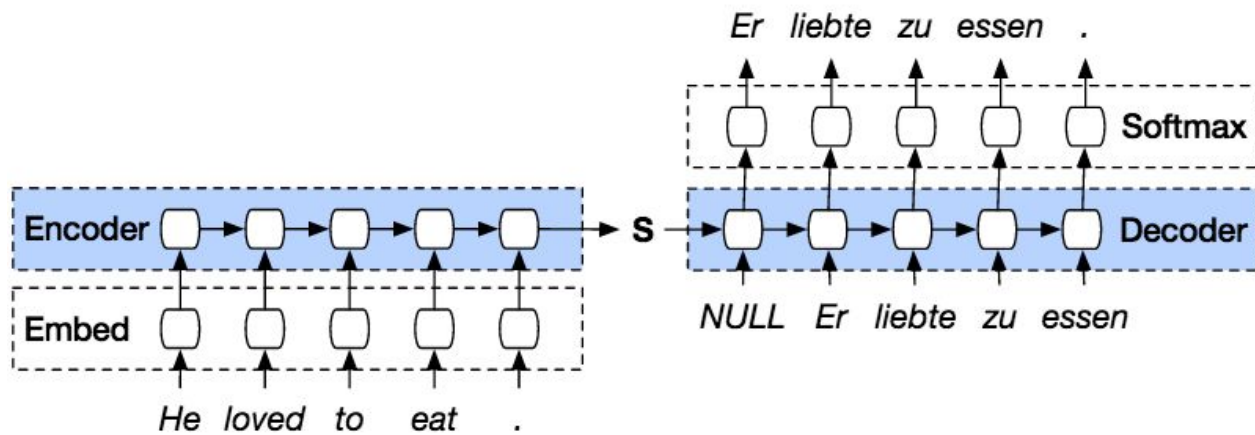 Er liebte zu essen .
Softmax
Encoder
S
Decoder
Embed
NULL Er liebte zu essen
He loved to eat .